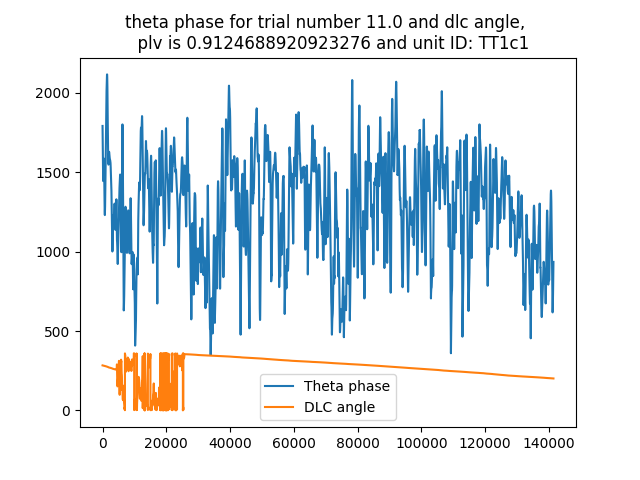 theta phase for trial number 11.0 and dlc angle,
plv is 0.9124688920923276 and unit ID: TT1c1
2000
1500
1000
500
0
Theta phase
DLC angle
0 20000 40000 60000 80000 100000 120000 140000